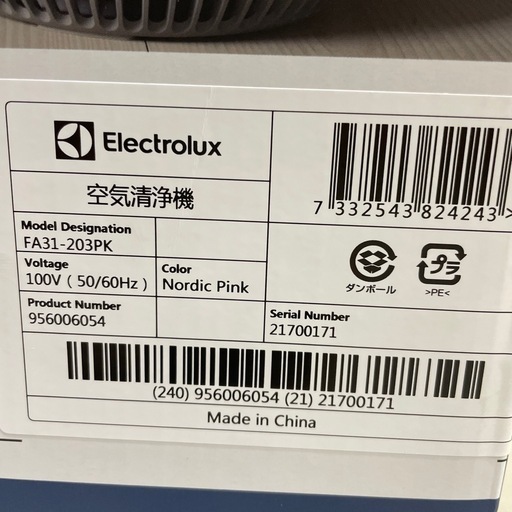 Electrolux
空気清浄機
7 332543 824243 >
Model Designation
FA31-203PK
Voltage
100V ( 50/60Hz )
Color
Nordic Pink
ダンボール
プラ
>PE<
Product Number
956006054
Serial Number
21700171
(240) 956006054 (21) 21700171
Made in China